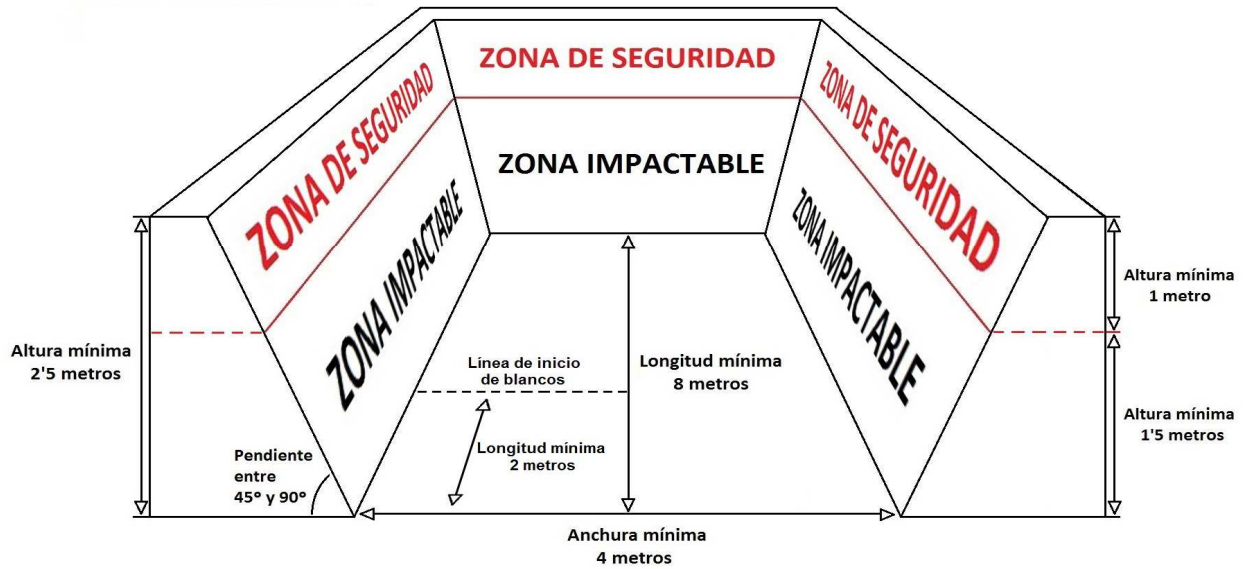 ZONA DE SEGURIDAD
ZONA DE SEGURIDAD
ZONA DE SEGURIDAD
ZONA IMPACTABLE
ZONA IMPACTABLE
ZONA IMPACTABLE
Altura mínima
2'5 metros
Altura mínima
1 metro
Línea de inicio
de blancos
Longitud mínima
8 metros
Altura mínima
1'5 metros
Longitud mínima
2 metros
Pendiente
entre
45º y 90º
Anchura mínima
4 metros